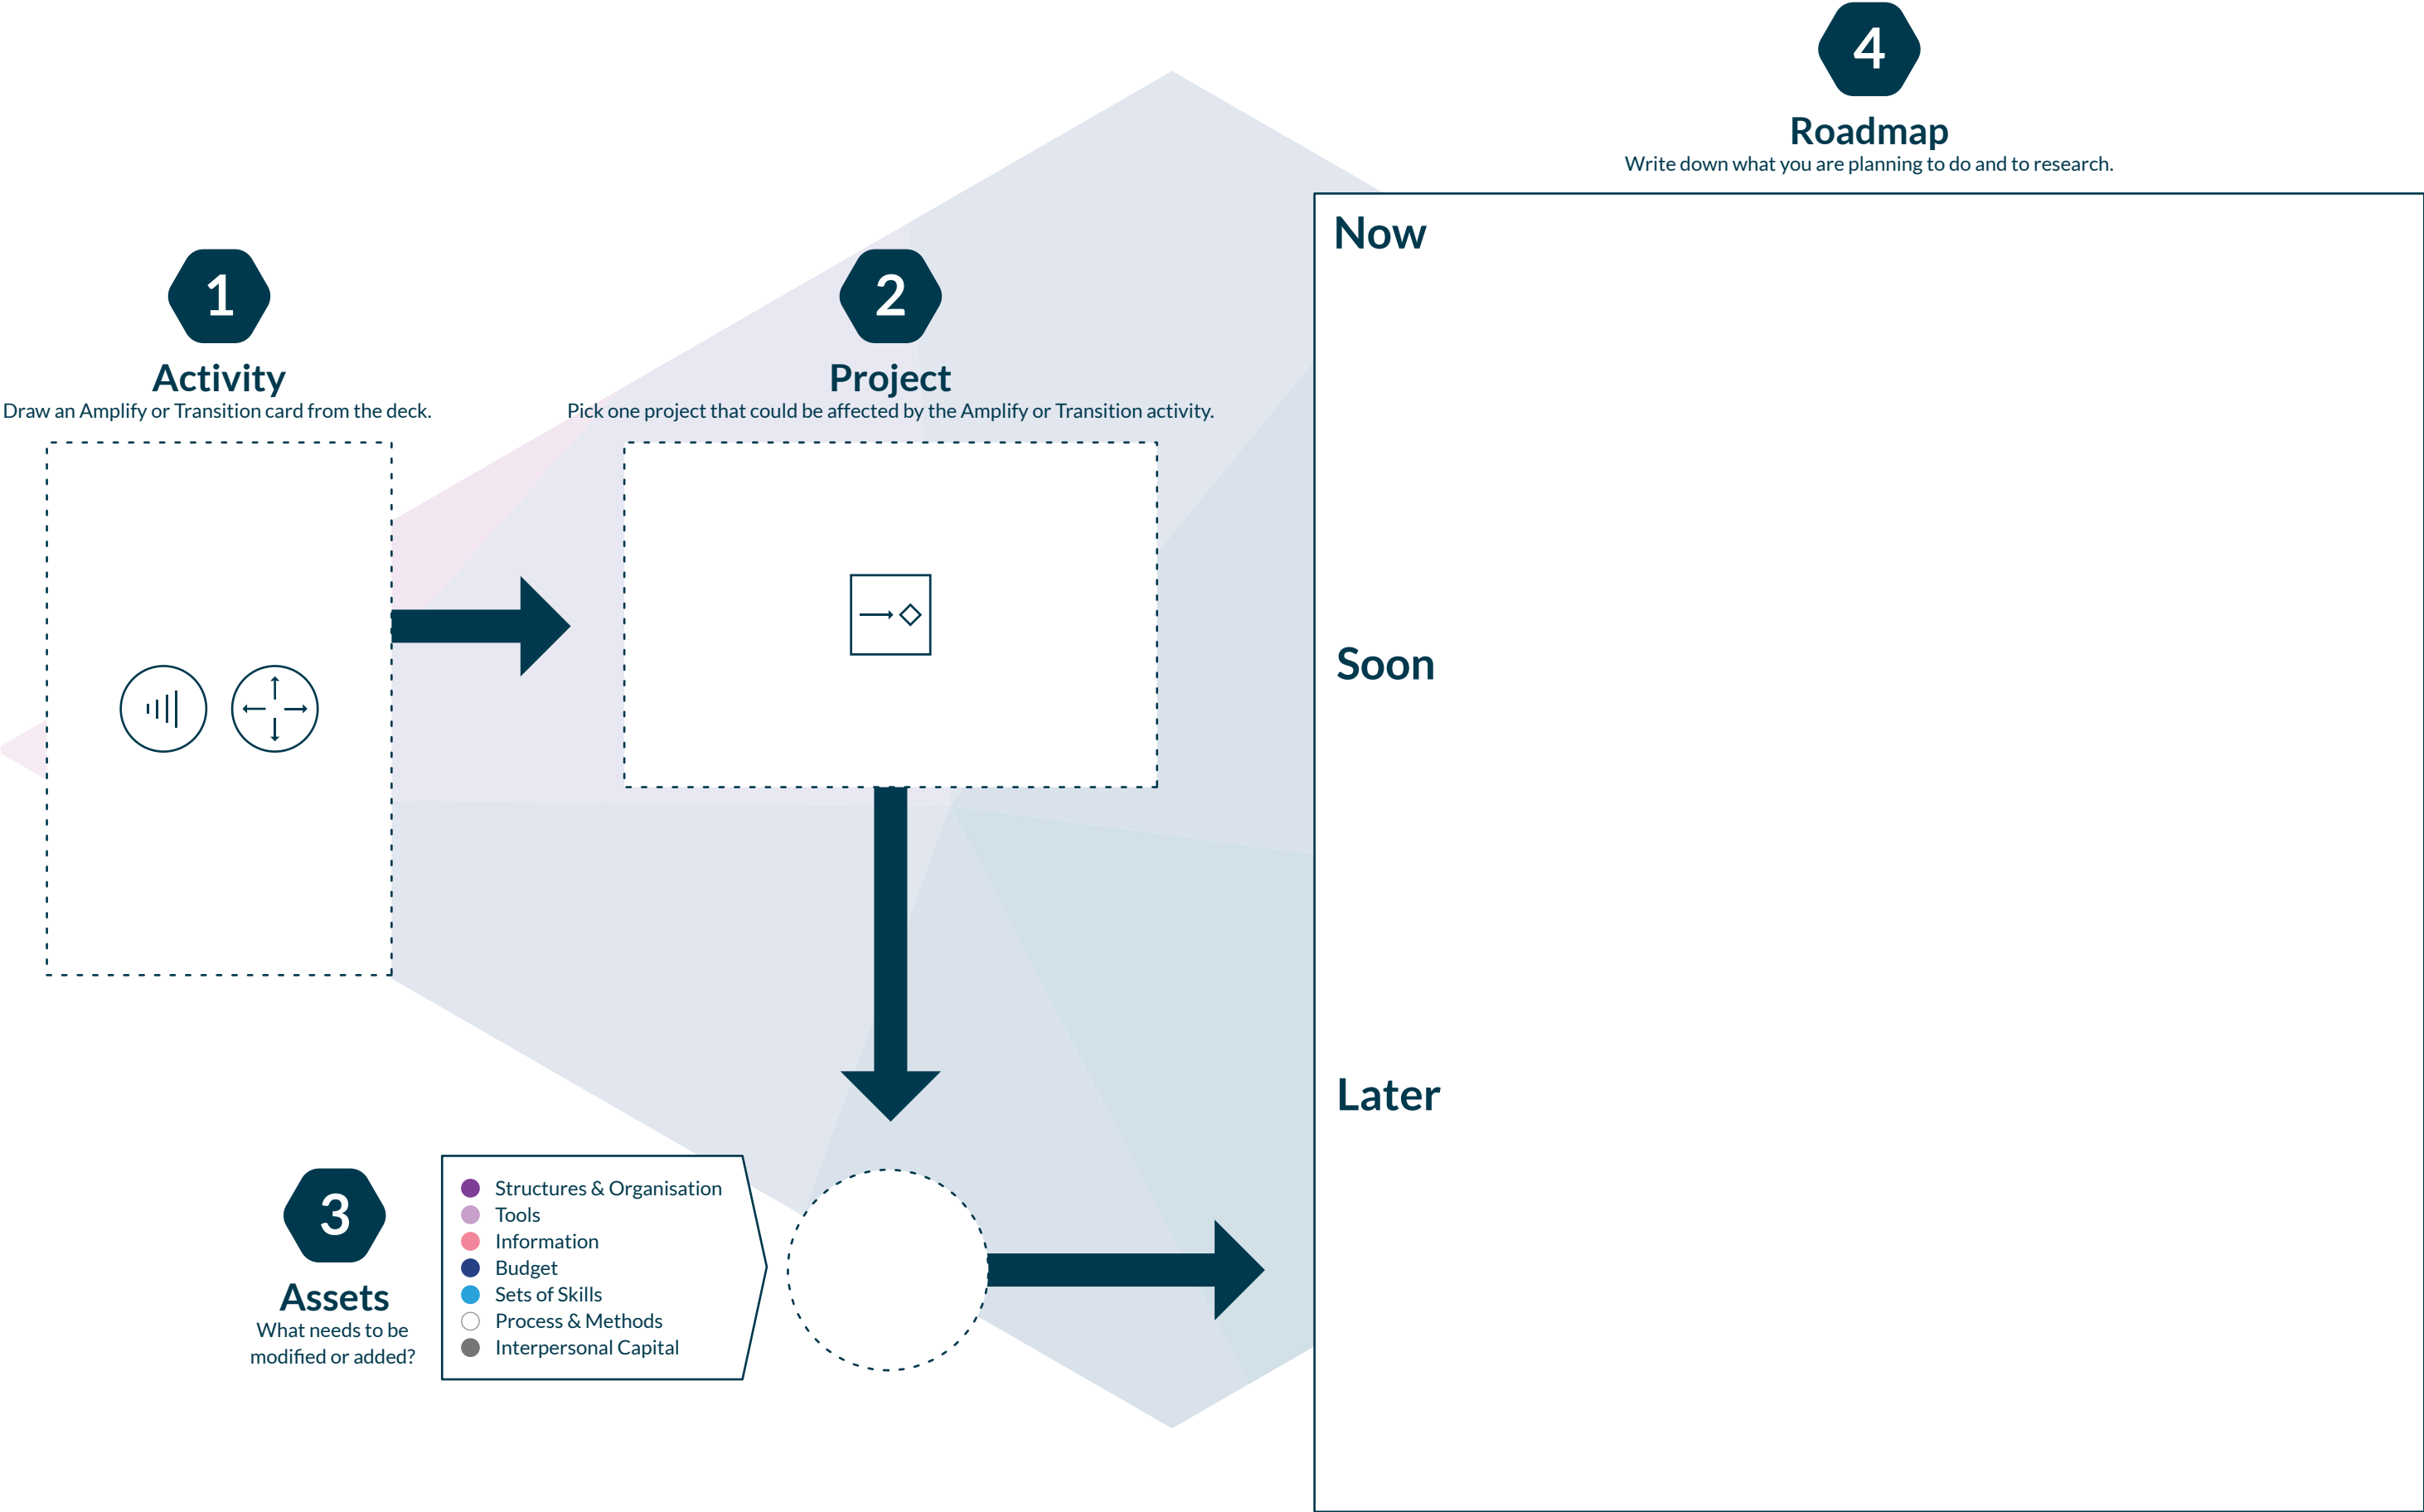 1
Activity
Draw an Amplify or Transition card from the deck.
2
Project
Pick one project that could be affected by the Amplify or Transition activity.
3
Assets
What needs to be
modified or added?
Structures & Organisation
Tools
Information
Budget
Sets of Skills
Process & Methods
Interpersonal Capital
4
Roadmap
Write down what you are planning to do and to research.
Now
Soon
Later